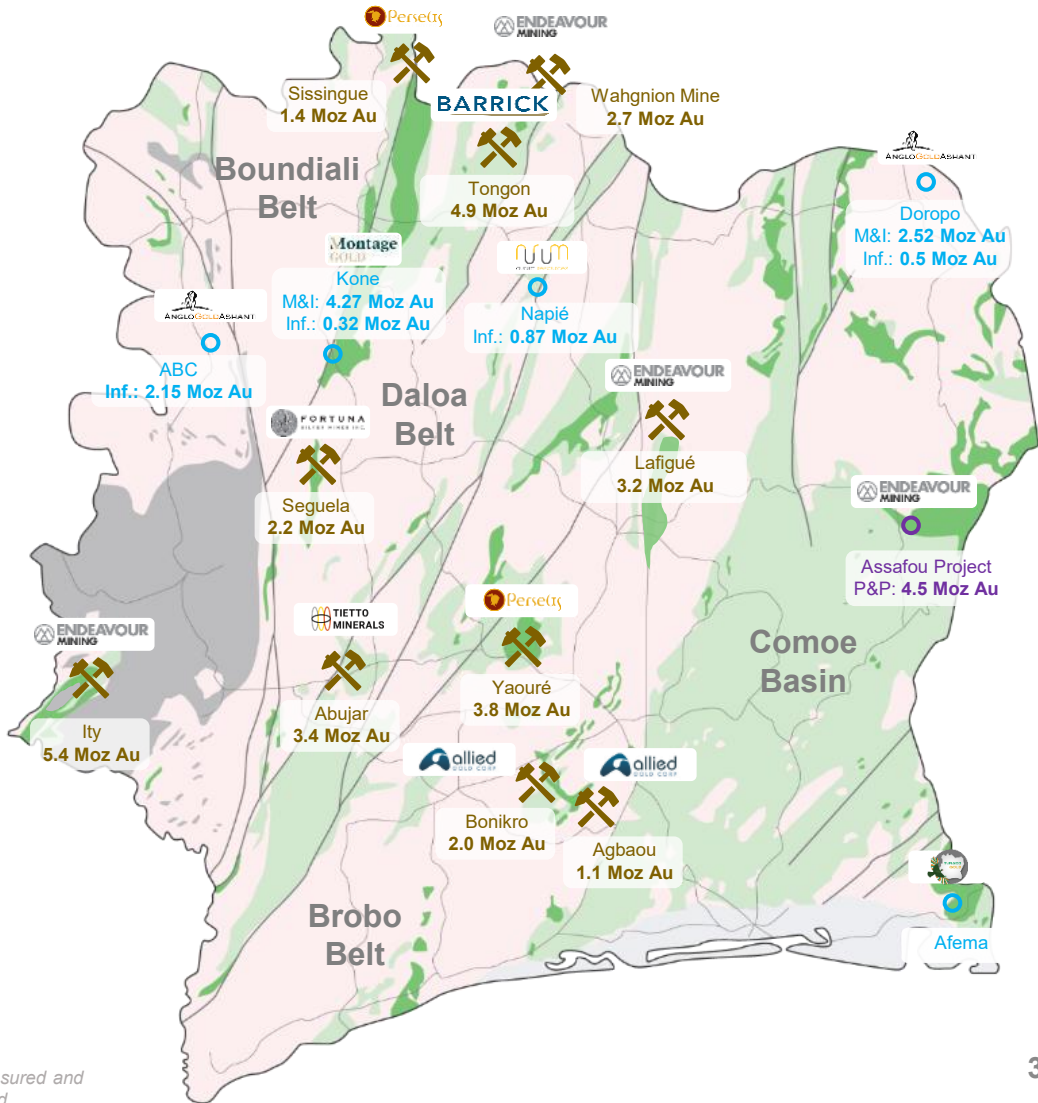 Perseus
ENDEAVOUR
MINING
Sissingue
1.4 Moz Au
BARRICK
Wahgnion Mine
2.7 Moz Au
Boundiali
Belt
Tongon
4.9 Moz Au
ANGLOGOLDASHANT
Doropo
M&I: 2.52 Moz Au
Inf.: 0.5 Moz Au
Montage
GOLD
Kone
M&I: 4.27 Moz Au
Inf.: 0.32 Moz Au
Napié
Inf.: 0.87 Moz Au
ANGLOGOLDASHANT
ABC
Inf.: 2.15 Moz Au
Daloa
Belt
ENDEAVOUR
MINING
Lafigué
3.2 Moz Au
FORTUNA
SILVER MINES INC.
Seguela
2.2 Moz Au
ENDEAVOUR
MINING
Assafou Project
P&P: 4.5 Moz Au
TIETTO
MINERALS
Abujar
3.4 Moz Au
Perseus
Yaouré
3.8 Moz Au
Comoe
Basin
ENDEAVOUR
MINING
Ity
5.4 Moz Au
allied
GOLD CORP
Bonikro
2.0 Moz Au
allied
GOLD CORP
Agbaou
1.1 Moz Au
Brobo
Belt
Afema
sured and
3